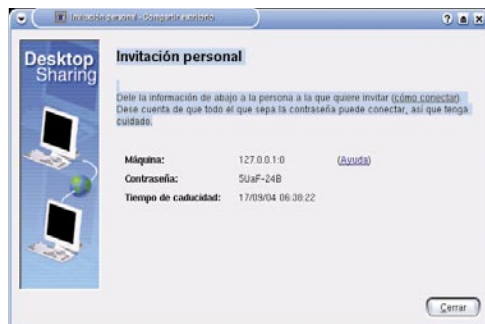 Invitación personal - Compartir escritorio
Desktop
Sharing
Invitación personal
Dele la información de abajo a la persona a la que quiere invitar (cómo conectar)
Dese cuenta de que todo el que sepa la contraseña puede conectar, así que tenga
cuidado.
Máquina: 127.0.0.1:0 (Ayuda)
Contraseña: 5UaF-24B
Tiempo de caducidad: 17/09/04 06:38:22
Cerrar